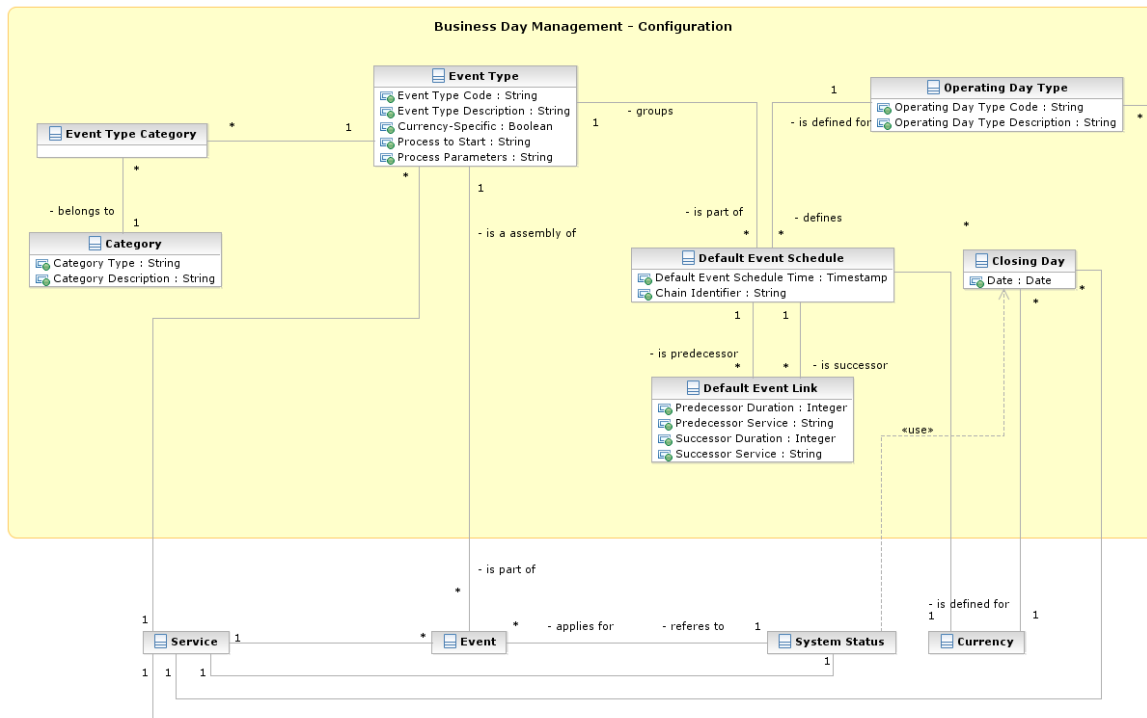 Business Day Management - Configuration
Event Type
Event Type Code : String
Event Type Description : String
Currency-Specific : Boolean
Process to Start : String
Process Parameters : String
Operating Day Type
Operating Day Type Code : String
Operating Day Type Description : String
Event Type Category
*
1
1
- groups
1
- is defined for
*
*
*
1
- belongs to
1
Category
Category Type : String
Category Description : String
- is a assembly of
- is part of
*
- defines
*
*
Default Event Schedule
Default Event Schedule Time : Timestamp
Chain Identifier : String
Closing Day
Date : Date
*
*
1
1
- is predecessor
*
*
- is successor
Default Event Link
Predecessor Duration : Integer
Predecessor Service : String
Successor Duration : Integer
Successor Service : String
«use»
- is part of
*
- is defined for
1
1
1
Service
1
*
Event
*
- applies for
- referes to
1
System Status
Currency
1
1
1
1